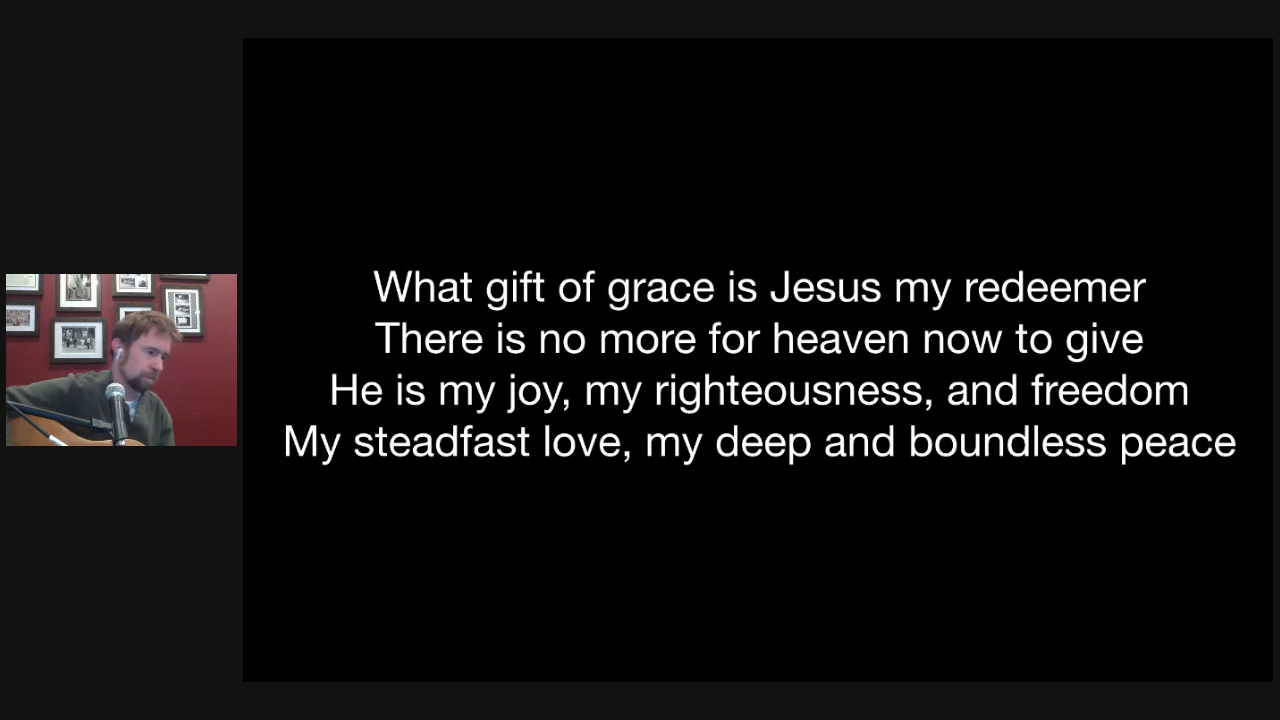 What gift of grace is Jesus my redeemer
There is no more for heaven now to give
He is my joy, my righteousness, and freedom
My steadfast love, my deep and boundless peace